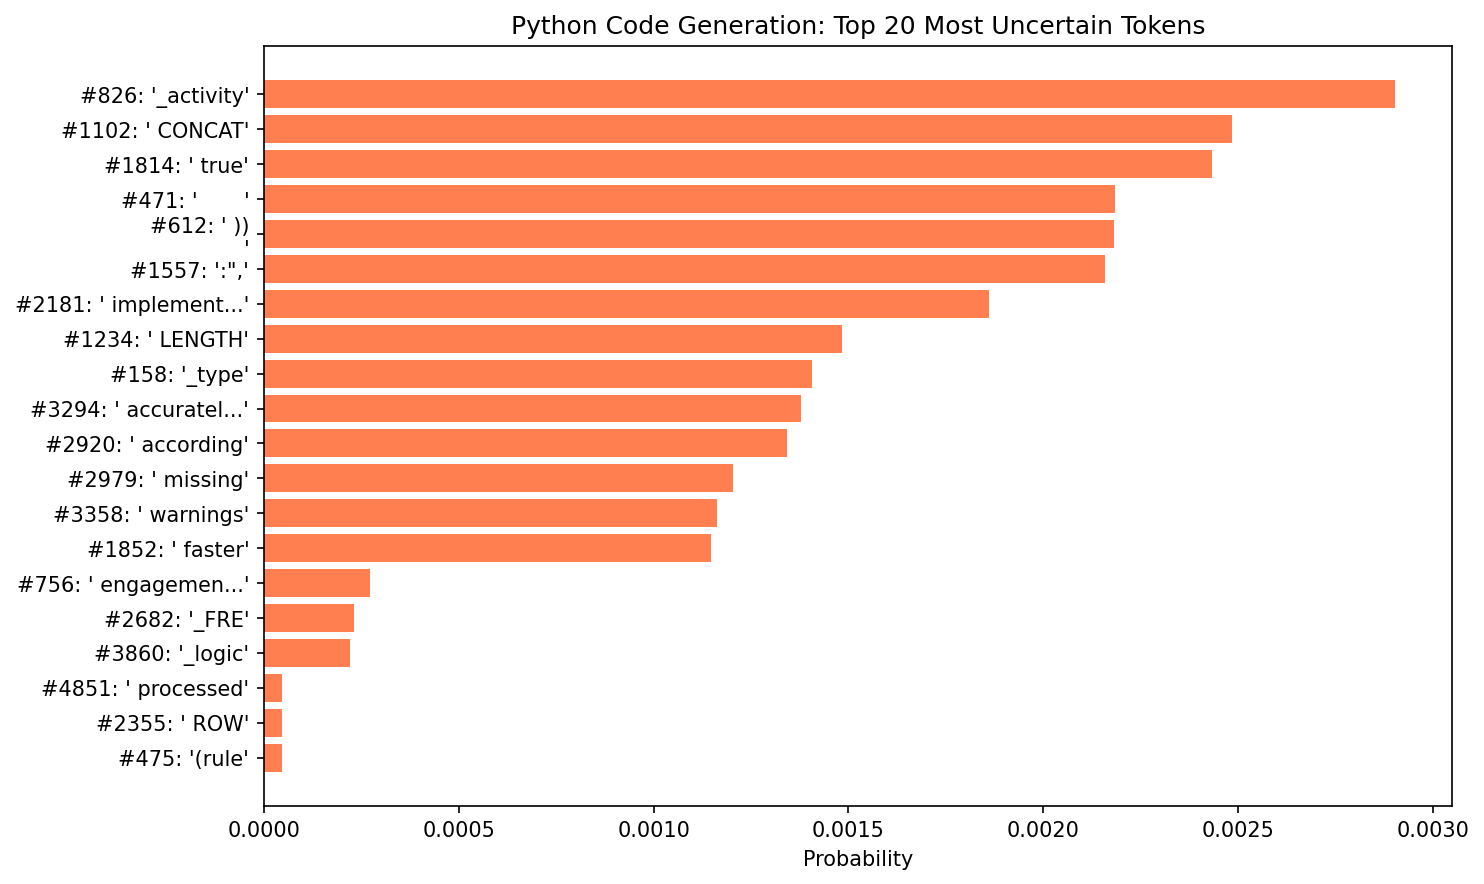 Python Code Generation: Top 20 Most Uncertain Tokens
#826: '_activity'
#1102: ' CONCAT'
#1814: ' true'
#471: '       '
#612: ' ))
'
#1557: ':",'
#2181: ' implement...'
#1234: ' LENGTH'
#158: '_type'
#3294: ' accuratel...'
#2920: ' according'
#2979: ' missing'
#3358: ' warnings'
#1852: ' faster'
#756: ' engagemen...'
#2682: '_FRE'
#3860: '_logic'
#4851: ' processed'
#2355: ' ROW'
#475: '(rule'
0.0000 0.0005 0.0010 0.0015 0.0020 0.0025 0.0030
Probability